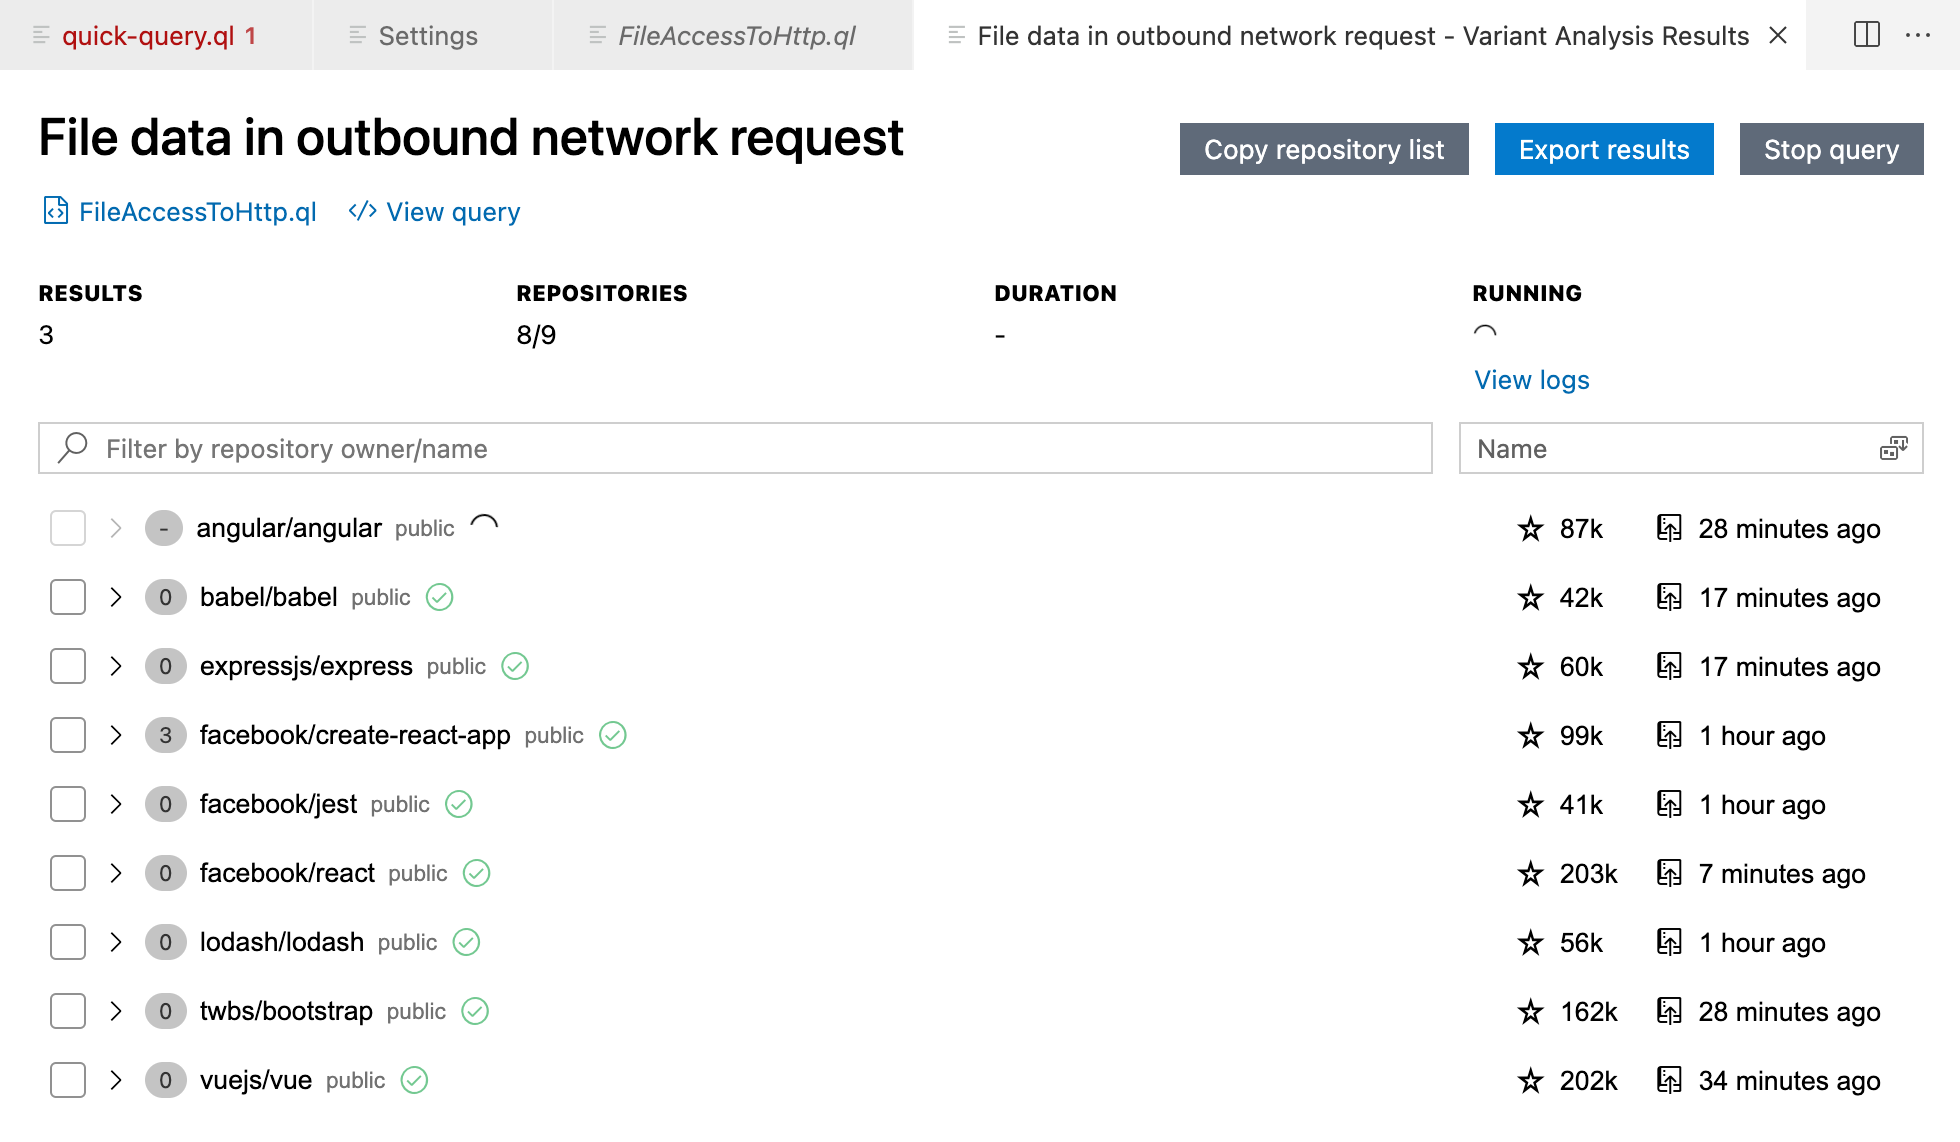 quick-query.ql 1 Settings FileAccessToHttp.ql File data in outbound network request - Variant Analysis Results
File data in outbound network request
Copy repository list Export results Stop query
FileAccessToHttp.ql View query
RESULTS REPOSITORIES DURATION RUNNING
3 8/9 -
View logs
Filter by repository owner/name Name
- angular/angular public 87k 28 minutes ago
0 babel/babel public 42k 17 minutes ago
0 expressjs/express public 60k 17 minutes ago
3 facebook/create-react-app public 99k 1 hour ago
0 facebook/jest public 41k 1 hour ago
0 facebook/react public 203k 7 minutes ago
0 lodash/lodash public 56k 1 hour ago
0 twbs/bootstrap public 162k 28 minutes ago
0 vuejs/vue public 202k 34 minutes ago